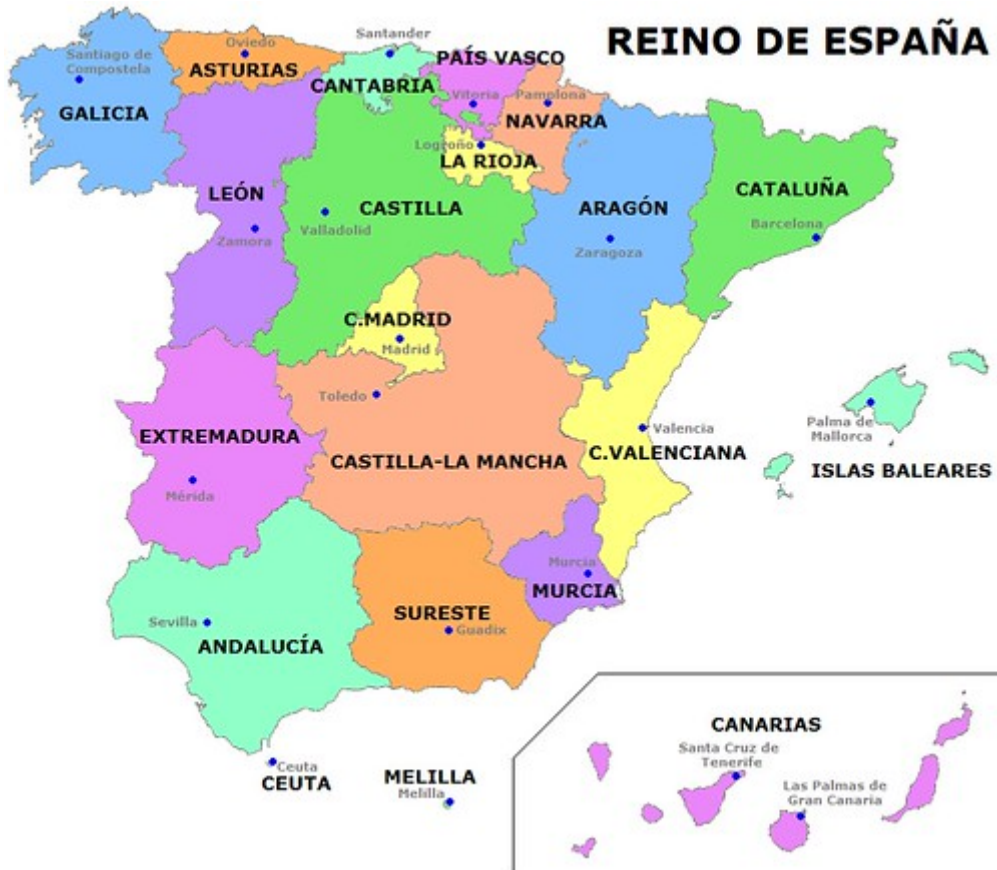 REINO DE ESPAÑA
Santander
Oviedo
Santiago de
Compostela
ASTURIAS
PAÍS VASCO
CANTABRIA
GALICIA
Vitoria
Pamplona
NAVARRA
Logroño
LA RIOJA
LEÓN
CASTILLA
ARAGÓN
CATALUÑA
Zamora
Valladolid
Zaragoza
Barcelona
C.MADRID
Madrid
Toledo
EXTREMADURA
CASTILLA-LA MANCHA
Valencia
C.VALENCIANA
Palma de
Mallorca
ISLAS BALEARES
Mérida
Murcia
MURCIA
SURESTE
Guadix
Sevilla
ANDALUCÍA
Ceuta
CEUTA
MELILLA
Melilla
CANARIAS
Santa Cruz de
Tenerife
Las Palmas de
Gran Canaria